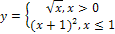 y = { √x, x > 0
(x + 1)², x ≤ 1